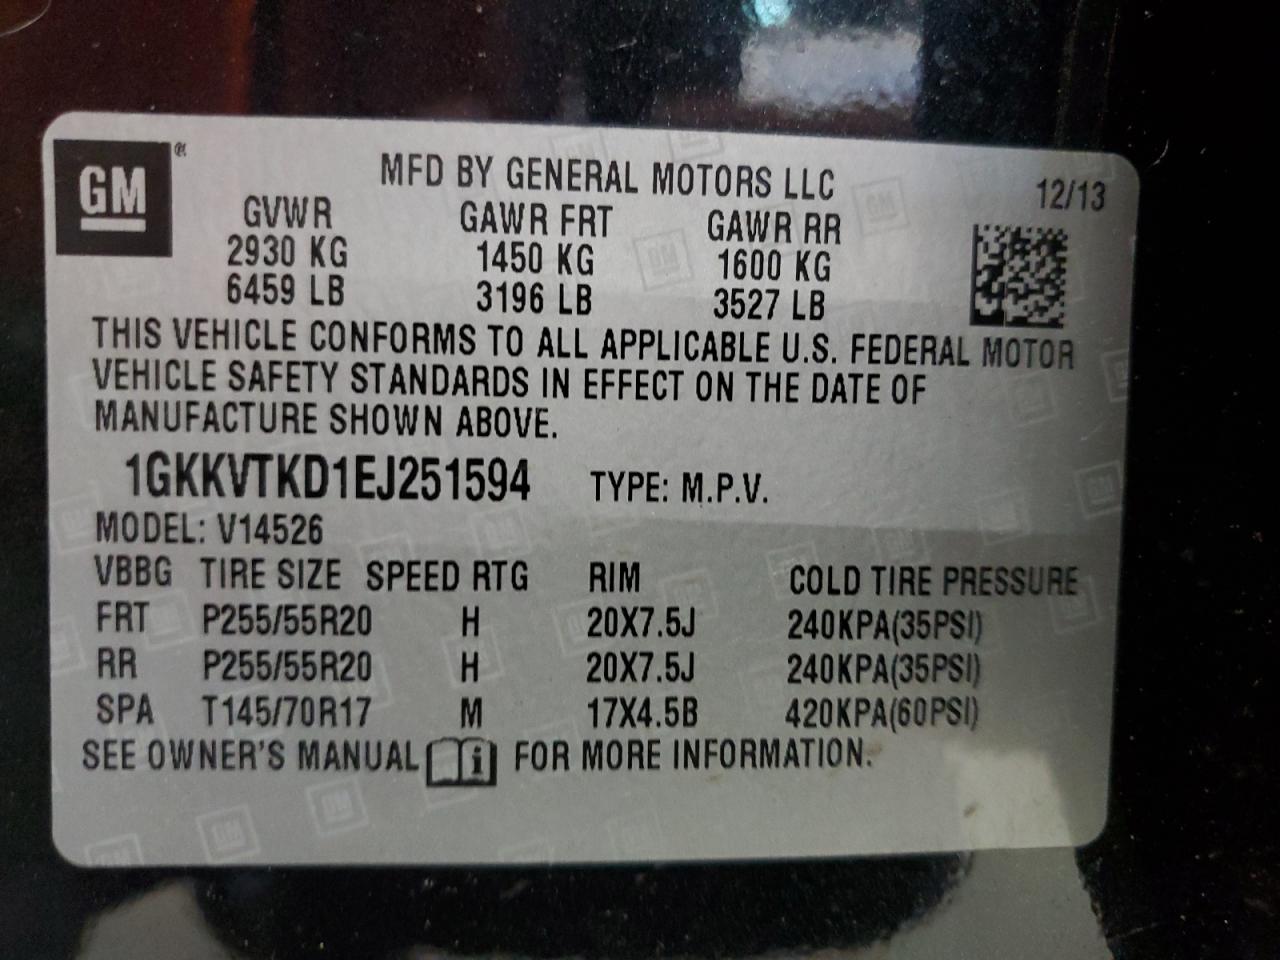 GM ®
MFD BY GENERAL MOTORS LLC
12/13
GVWR GAWR FRT GAWR RR
2930 KG 1450 KG 1600 KG
6459 LB 3196 LB 3527 LB
THIS VEHICLE CONFORMS TO ALL APPLICABLE U.S. FEDERAL MOTOR
VEHICLE SAFETY STANDARDS IN EFFECT ON THE DATE OF
MANUFACTURE SHOWN ABOVE.
1GKKVTKD1EJ251594 TYPE: M.P.V.
MODEL: V14526
VBBG TIRE SIZE SPEED RTG RIM COLD TIRE PRESSURE
FRT P255/55R20 H 20X7.5J 240KPA(35PSI)
RR P255/55R20 H 20X7.5J 240KPA(35PSI)
SPA T145/70R17 M 17X4.5B 420KPA(60PSI)
SEE OWNER'S MANUAL i FOR MORE INFORMATION.